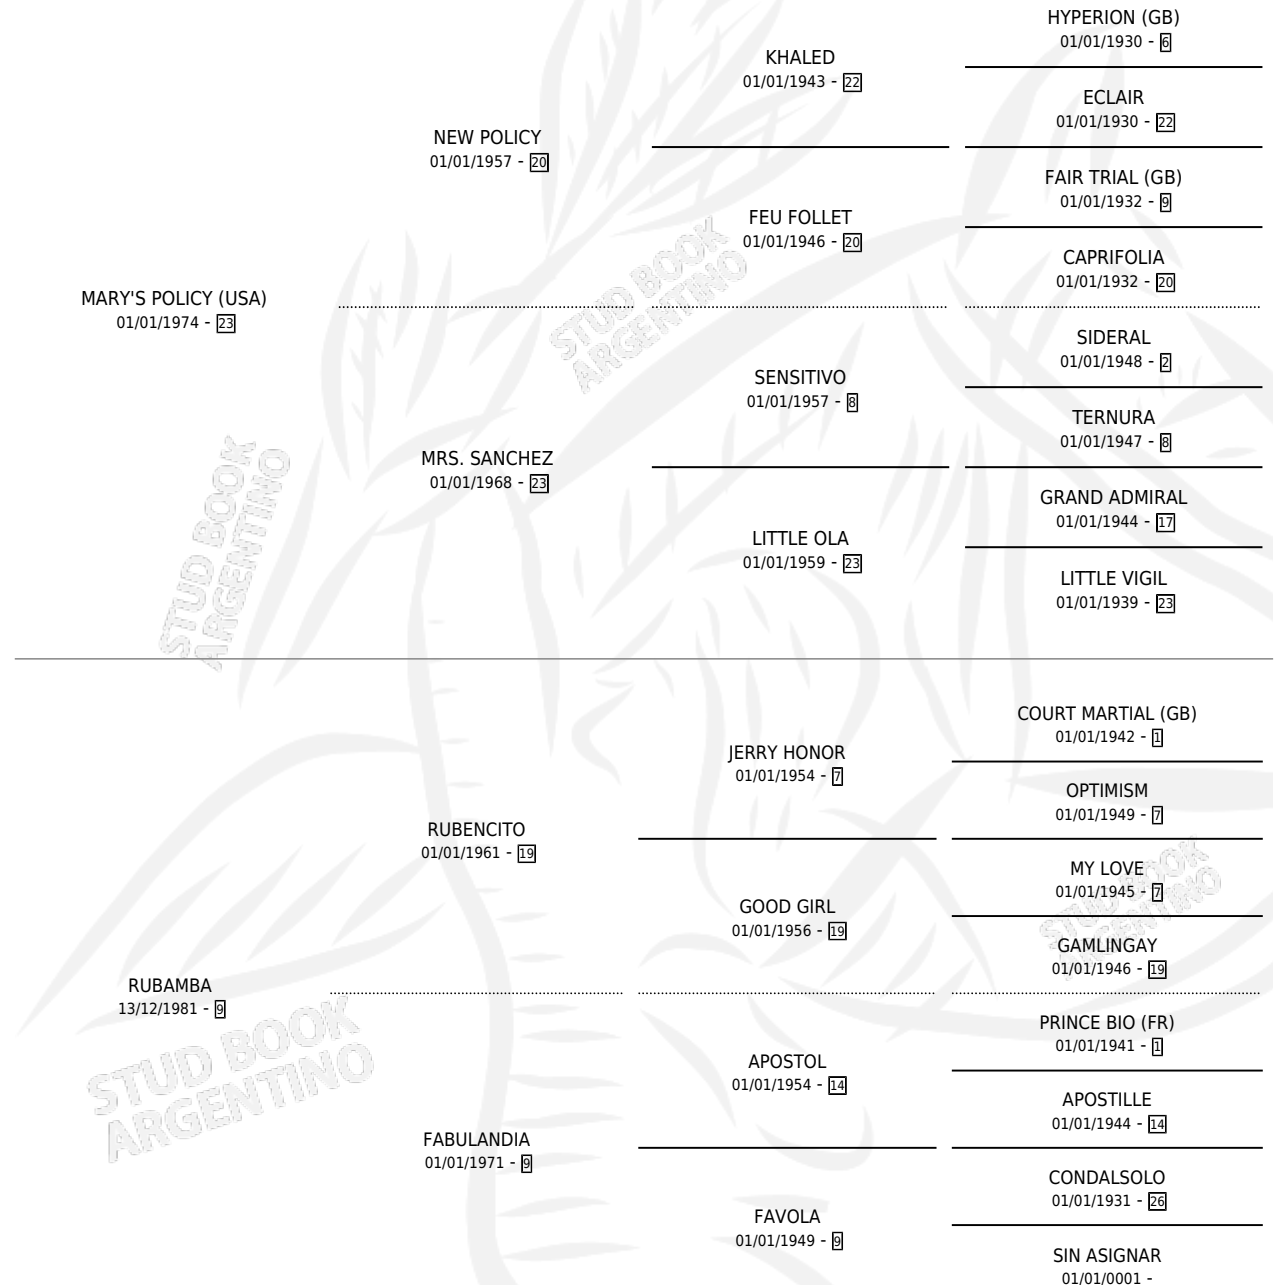 HYPERION (GB)
01/01/1930 - 6
KHALED
01/01/1943 - 22
ECLAIR
01/01/1930 - 22
NEW POLICY
01/01/1957 - 20
FAIR TRIAL (GB)
01/01/1932 - 9
FEU FOLLET
01/01/1946 - 20
CAPRIFOLIA
01/01/1932 - 20
MARY'S POLICY (USA)
01/01/1974 - 23
STUD BOOK
ARGENTINO
SIDERAL
01/01/1948 - 2
SENSITIVO
01/01/1957 - 8
TERNURA
01/01/1947 - 8
MRS. SANCHEZ
01/01/1968 - 23
GRAND ADMIRAL
01/01/1944 - 17
LITTLE OLA
01/01/1959 - 23
LITTLE VIGIL
01/01/1939 - 23
STUD BOOK
ARGENTINO
COURT MARTIAL (GB)
01/01/1942 - 1
JERRY HONOR
01/01/1954 - 7
OPTIMISM
01/01/1949 - 7
RUBENCITO
01/01/1961 - 19
MY LOVE
01/01/1945 - 7
GOOD GIRL
01/01/1956 - 19
STUD BOOK
ARGENTINO
GAMLINGAY
01/01/1946 - 19
RUBAMBA
13/12/1981 - 9
PRINCE BIO (FR)
01/01/1941 - 1
APOSTOL
01/01/1954 - 14
STUD BOOK
ARGENTINO
APOSTILLE
01/01/1944 - 14
FABULANDIA
01/01/1971 - 9
CONDALSOLO
01/01/1931 - 26
FAVOLA
01/01/1949 - 9
SIN ASIGNAR
01/01/0001 -